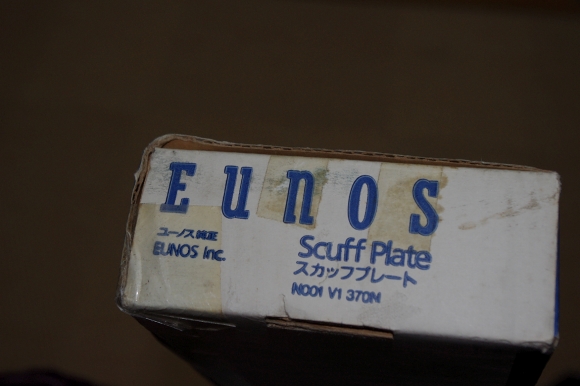 EUNOS
ユーノス純正
EUNOS Inc.
Scuff Plate
スカッフプレート
N001 V1 370M